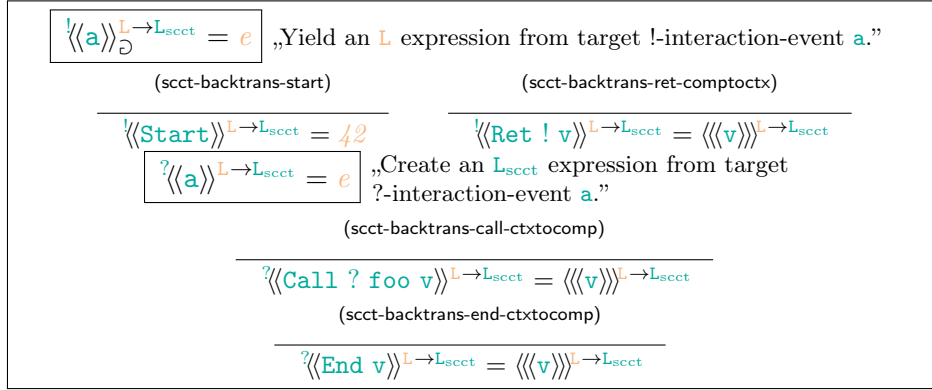 !⟨⟨a⟩⟩⅁^{L→L_scct} = e „Yield an L expression from target !-interaction-event a.”
(scct-backtrans-start) (scct-backtrans-ret-comptoctx)
!⟨⟨Start⟩⟩^{L→L_scct} = 42 !⟨⟨Ret ! v⟩⟩^{L→L_scct} = ⟨⟨⟨v⟩⟩⟩^{L→L_scct}
?⟨⟨a⟩⟩^{L→L_scct} = e „Create an L_scct expression from target
?-interaction-event a.”
(scct-backtrans-call-ctxtocomp)
?⟨⟨Call ? foo v⟩⟩^{L→L_scct} = ⟨⟨⟨v⟩⟩⟩^{L→L_scct}
(scct-backtrans-end-ctxtocomp)
?⟨⟨End v⟩⟩^{L→L_scct} = ⟨⟨⟨v⟩⟩⟩^{L→L_scct}